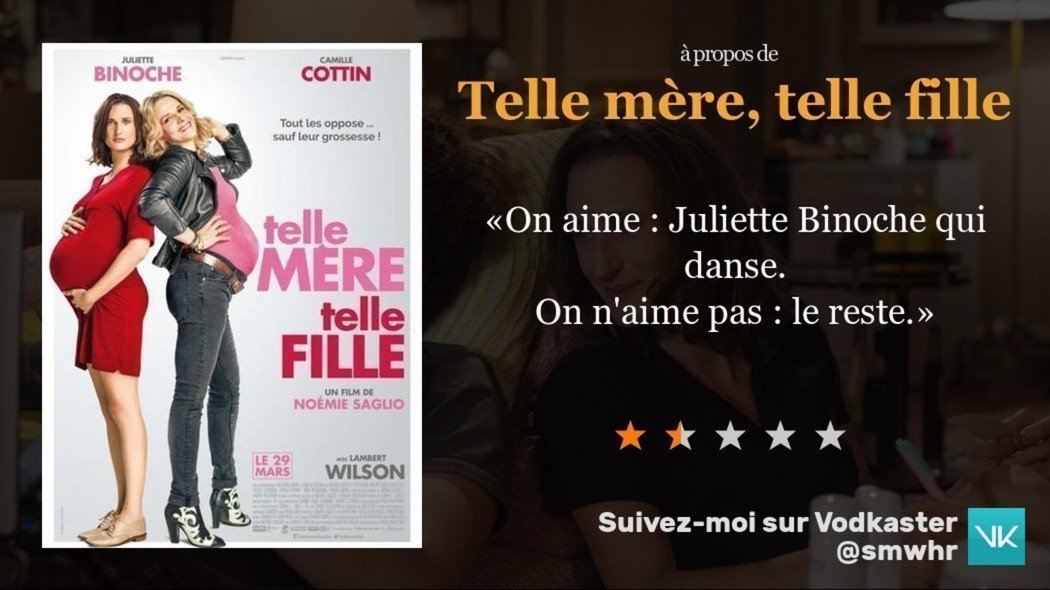 JULIETTE
BINOCHE
CAMILLE
COTTIN
Tout les oppose ...
sauf leur grossesse !
telle
MÈRE
telle
FILLE
UN FILM DE
NOÉMIE SAGLIO
LE 29
MARS
AVEC LAMBERT
WILSON
à propos de
Telle mère, telle fille
«On aime : Juliette Binoche qui
danse.
On n'aime pas : le reste.»
Suivez-moi sur Vodkaster
@smwhr
VK